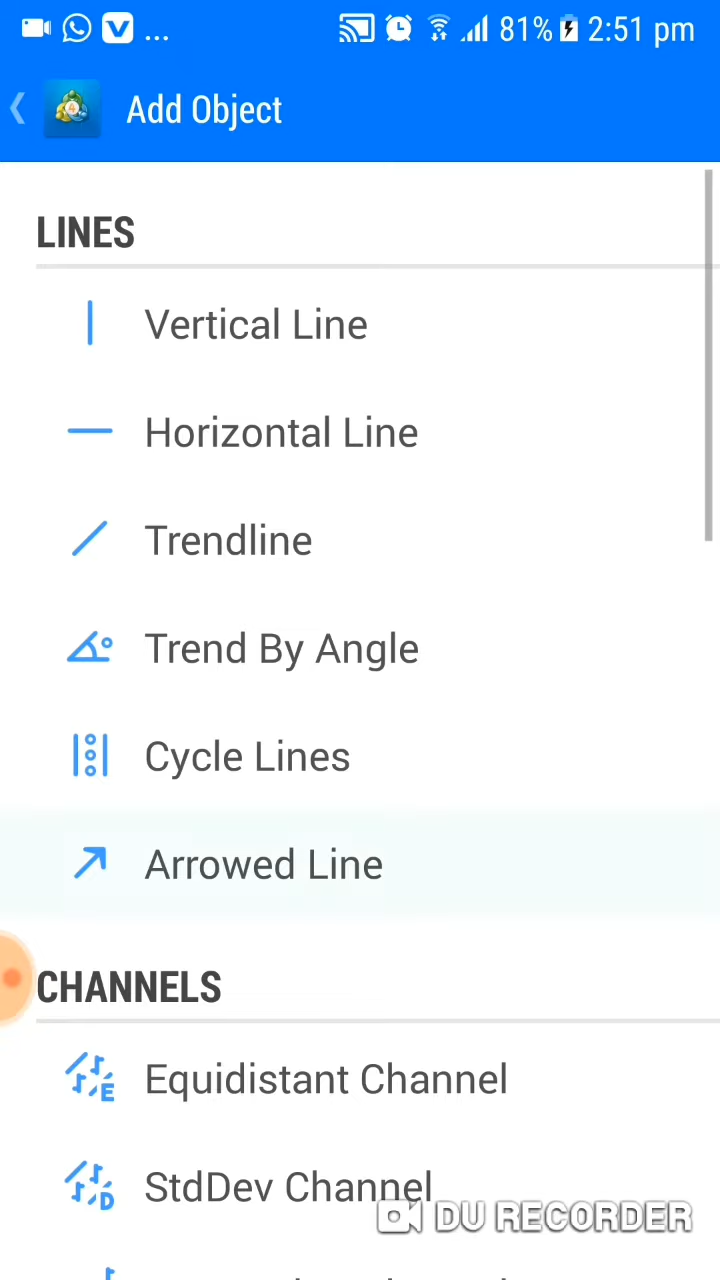 ... 81% 2:51 pm
Add Object
LINES
Vertical Line
Horizontal Line
Trendline
Trend By Angle
Cycle Lines
Arrowed Line
CHANNELS
Equidistant Channel
StdDev Channel
DU RECORDER